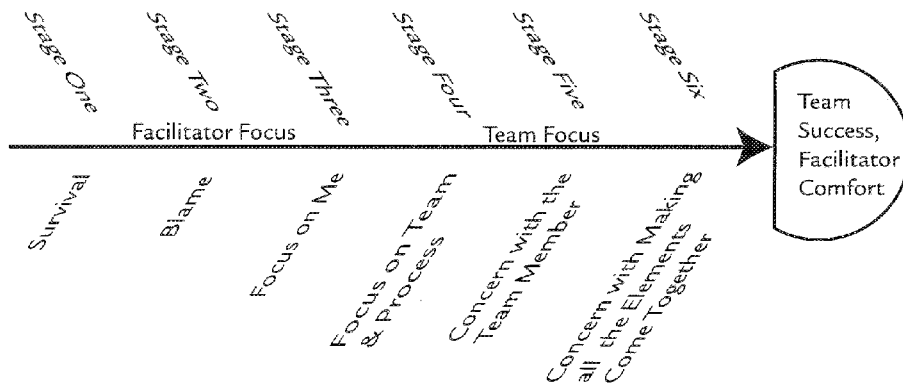 Stage One
Stage Two
Stage Three
Stage Four
Stage Five
Stage Six
Facilitator Focus
Team Focus
Team
Success,
Facilitator
Comfort
Survival
Blame
Focus on Me
Focus on Team
& Process
Concern with the
Team Member
Concern with Making
all the Elements
Come Together